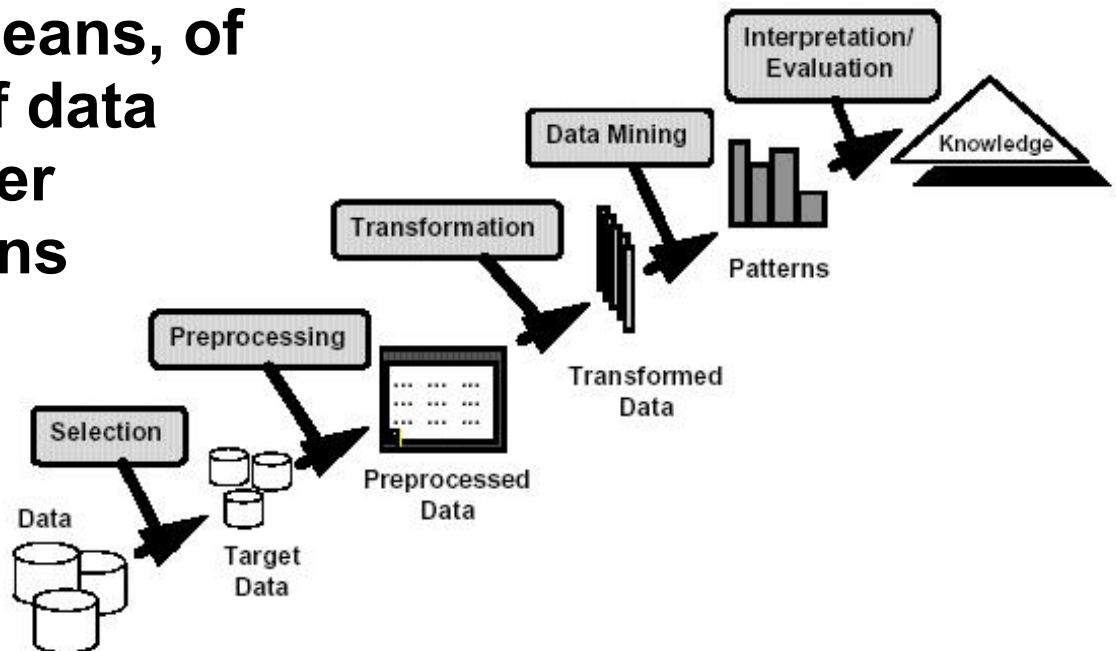 eans, of
f data
er
ns
Interpretation/
Evaluation
Knowledge
Data Mining
Patterns
Transformation
Transformed
Data
Preprocessing
... ... ...
... ... ...
... ... ...
Preprocessed
Data
Selection
Target
Data
Data